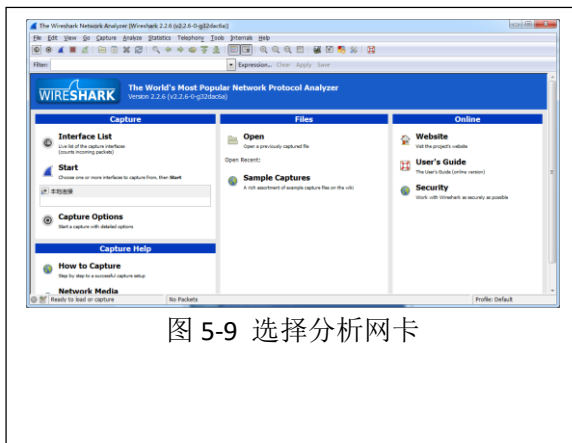 The Wireshark Network Analyzer [Wireshark 2.2.6 (v2.2.6-0-g32dac6a)]
File Edit View Go Capture Analyze Statistics Telephony Tools Internals Help
Filter: Expression... Clear Apply Save
WIRESHARK
The World's Most Popular Network Protocol Analyzer
Version 2.2.6 (v2.2.6-0-g32dac6a)
Capture
Interface List
Live list of the capture interfaces
(counts incoming packets)
Start
Choose one or more interfaces to capture from, then Start
本地连接
Capture Options
Start a capture with detailed options
Capture Help
How to Capture
Step by step to a successful capture setup
Network Media
Files
Open
Open a previously captured file
Open Recent:
Sample Captures
A rich assortment of example capture files on the wiki
Online
Website
Visit the project's website
User's Guide
The User's Guide (online version)
Security
Work with Wireshark as securely as possible
Ready to load or capture No Packets Profile: Default
图 5-9 选择分析网卡